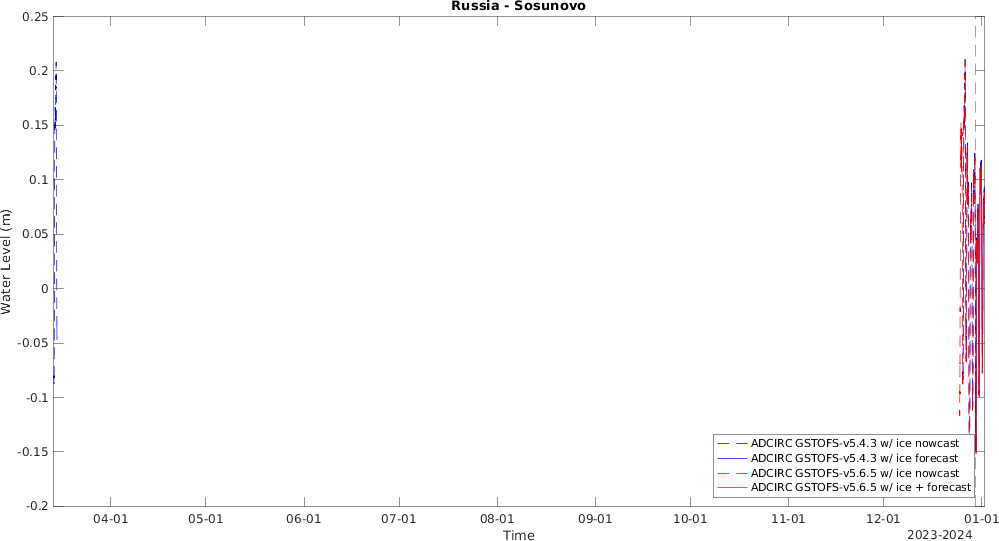 Russia - Sosunovo
0.25
0.2
0.15
0.1
0.05
0
-0.05
-0.1
-0.15
-0.2
Water Level (m)
ADCIRC GSTOFS-v5.4.3 w/ ice nowcast
ADCIRC GSTOFS-v5.4.3 w/ ice forecast
ADCIRC GSTOFS-v5.6.5 w/ ice nowcast
ADCIRC GSTOFS-v5.6.5 w/ ice + forecast
04-01 05-01 06-01 07-01 08-01 09-01 10-01 11-01 12-01 01-01
Time
2023-2024